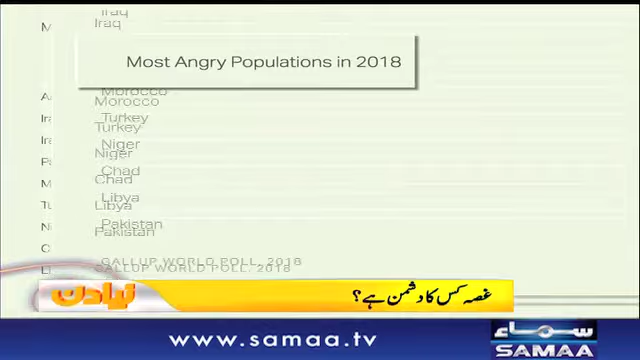 Iraq
Iraq
Most Angry Populations in 2018
Morocco
Morocco
Turkey
Turkey
Niger
Niger
Chad
Chad
Libya
Libya
Pakistan
Pakistan
GALLUP WORLD POLL, 2018
GALLUP WORLD POLL, 2018
نیا دن
غصہ کس کا دشمن ہے؟
www.samaa.tv
سماء
SAMAA